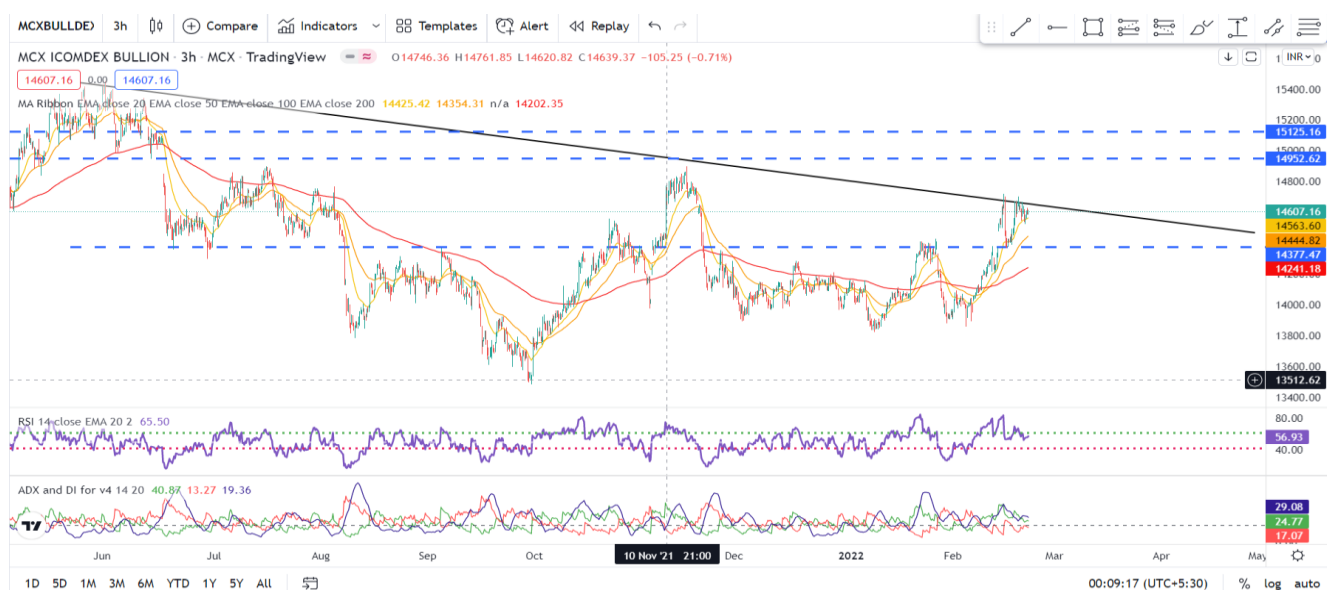 MCXBULLDEX 3h Compare Indicators Templates Alert Replay
MCX ICOMDEX BULLION · 3h · MCX · TradingView O14746.36 H14761.85 L14620.82 C14639.37 -105.25 (-0.71%) INR
14607.16 0.00 14607.16
15400.00
MA Ribbon EMA close 20 EMA close 50 EMA close 100 EMA close 200 14425.42 14354.31 n/a 14202.35
15200.00
15125.16
15000.00
14952.62
14800.00
14607.16
14563.60
14444.82
14377.47
14241.18
14200.00
14000.00
13800.00
13600.00
13512.62
13400.00
RSI 14 close EMA 20 2 65.50
80.00
56.93
40.00
ADX and DI for v4 14 20 40.87 13.27 19.36
29.08
24.77
17.07
Jun Jul Aug Sep Oct 10 Nov '21 21:00 Dec 2022 Feb Mar Apr May
1D 5D 1M 3M 6M YTD 1Y 5Y All 00:09:17 (UTC+5:30) % log auto